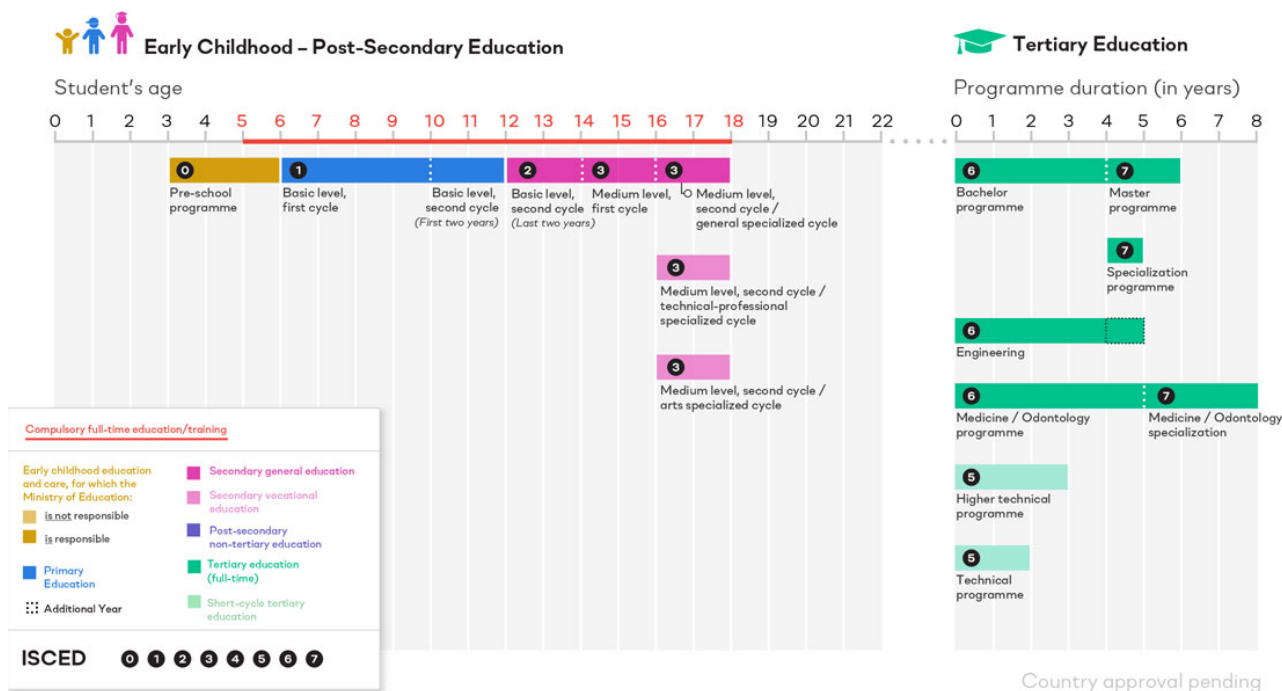 Early Childhood – Post-Secondary Education
Student's age
0 1 2 3 4 5 6 7 8 9 10 11 12 13 14 15 16 17 18 19 20 21 22
0
Pre-school
programme
1
Basic level,
first cycle
Basic level,
second cycle
(First two years)
2
Basic level,
second cycle
(Last two years)
3
Medium level,
first cycle
3
Medium level,
second cycle /
general specialized cycle
3
Medium level, second cycle /
technical-professional
specialized cycle
3
Medium level, second cycle /
arts specialized cycle
Tertiary Education
Programme duration (in years)
0 1 2 3 4 5 6 7 8
6
Bachelor
programme
7
Master
programme
7
Specialization
programme
6
Engineering
6
Medicine / Odontology
programme
7
Medicine / Odontology
specialization
5
Higher technical
programme
5
Technical
programme
Compulsory full-time education/training
Early childhood education
and care, for which the
Ministry of Education:
is not responsible
is responsible
Primary
Education
Additional Year
Secondary general education
Secondary vocational
education
Post-secondary
non-tertiary education
Tertiary education
(full-time)
Short-cycle tertiary
education
ISCED 0 1 2 3 4 5 6 7
Country approval pending